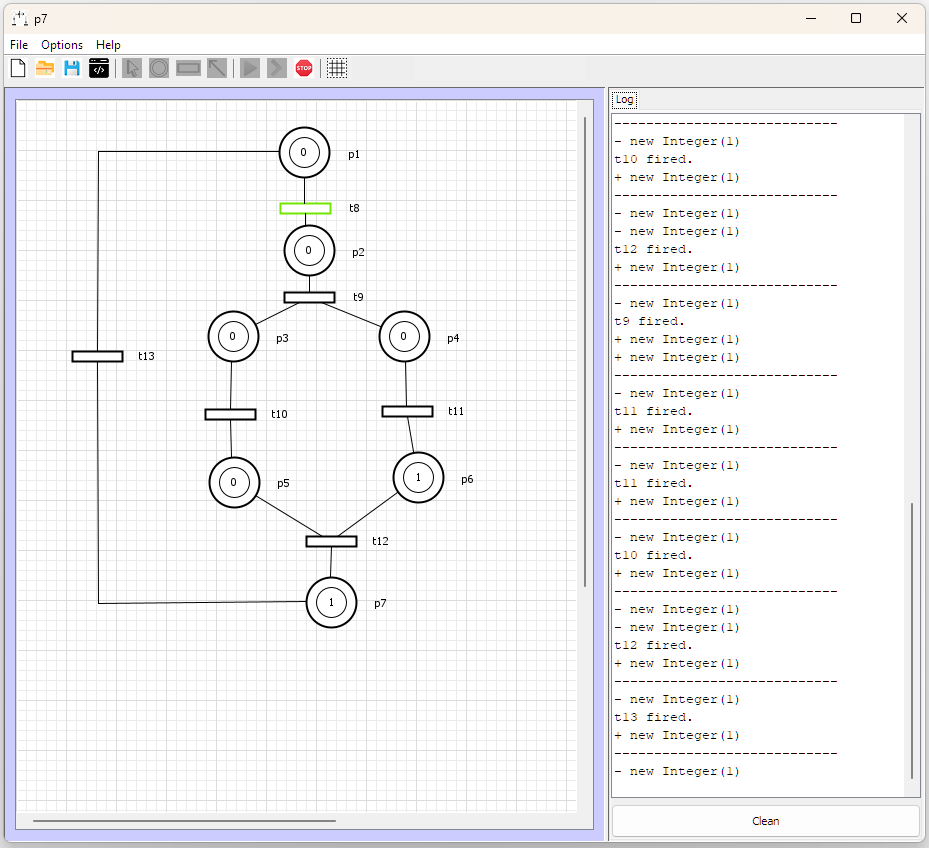 p7
File Options Help
STOP
0 p1
t8
0 p2
t9
0 p3
0 p4
t13
t10
t11
0 p5
1 p6
t12
1 p7
Log
----------------------------
- new Integer(1)
t10 fired.
+ new Integer(1)
----------------------------
- new Integer(1)
- new Integer(1)
t12 fired.
+ new Integer(1)
----------------------------
- new Integer(1)
t9 fired.
+ new Integer(1)
+ new Integer(1)
----------------------------
- new Integer(1)
t11 fired.
+ new Integer(1)
----------------------------
- new Integer(1)
t11 fired.
+ new Integer(1)
----------------------------
- new Integer(1)
t10 fired.
+ new Integer(1)
----------------------------
- new Integer(1)
- new Integer(1)
t12 fired.
+ new Integer(1)
----------------------------
- new Integer(1)
t13 fired.
+ new Integer(1)
----------------------------
- new Integer(1)
Clean